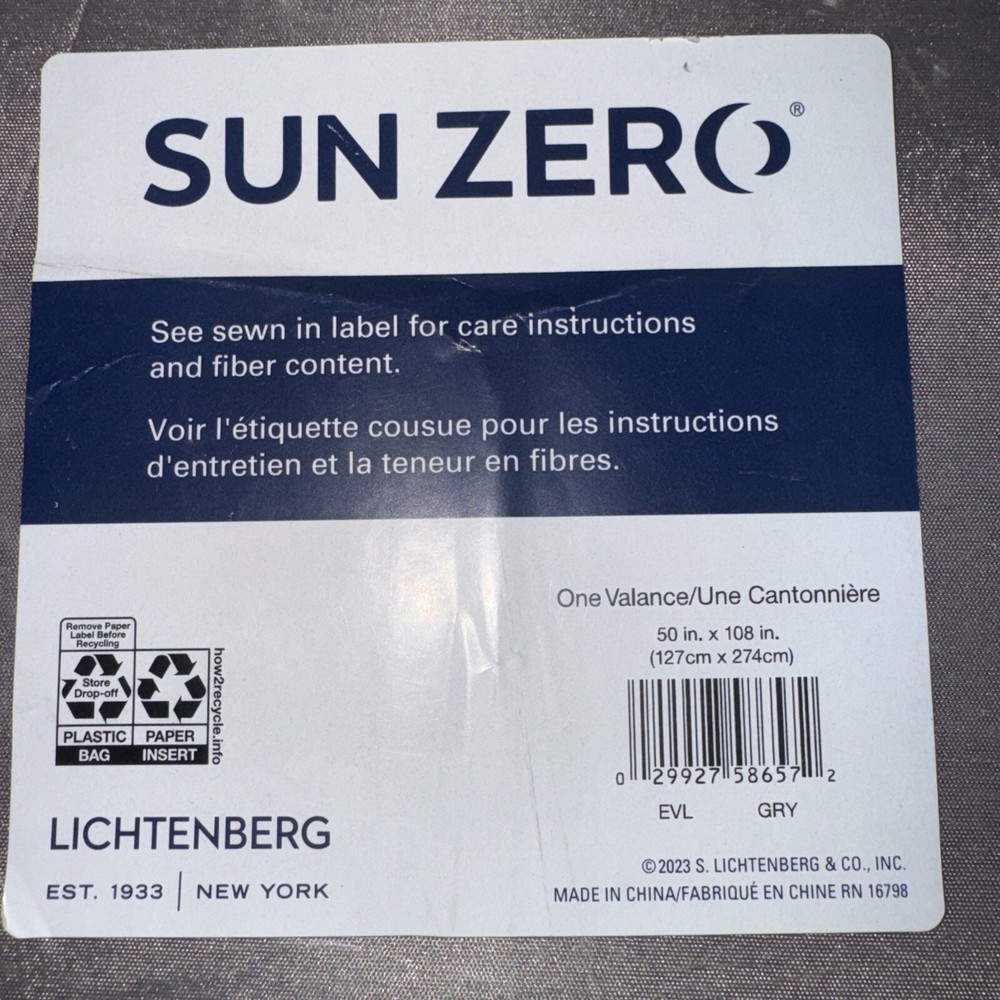 SUN ZERO®
See sewn in label for care instructions
and fiber content.
Voir l'étiquette cousue pour les instructions
d'entretien et la teneur en fibres.
One Valance/Une Cantonnière
50 in. x 108 in.
(127cm x 274cm)
0 29927 58657 2
EVL GRY
Remove Paper
Label Before
Recycling
Store
Drop-off
PLASTIC PAPER
BAG INSERT
how2recycle.info
LICHTENBERG
EST. 1933 | NEW YORK
©2023 S. LICHTENBERG & CO., INC.
MADE IN CHINA/FABRIQUÉ EN CHINE RN 16798